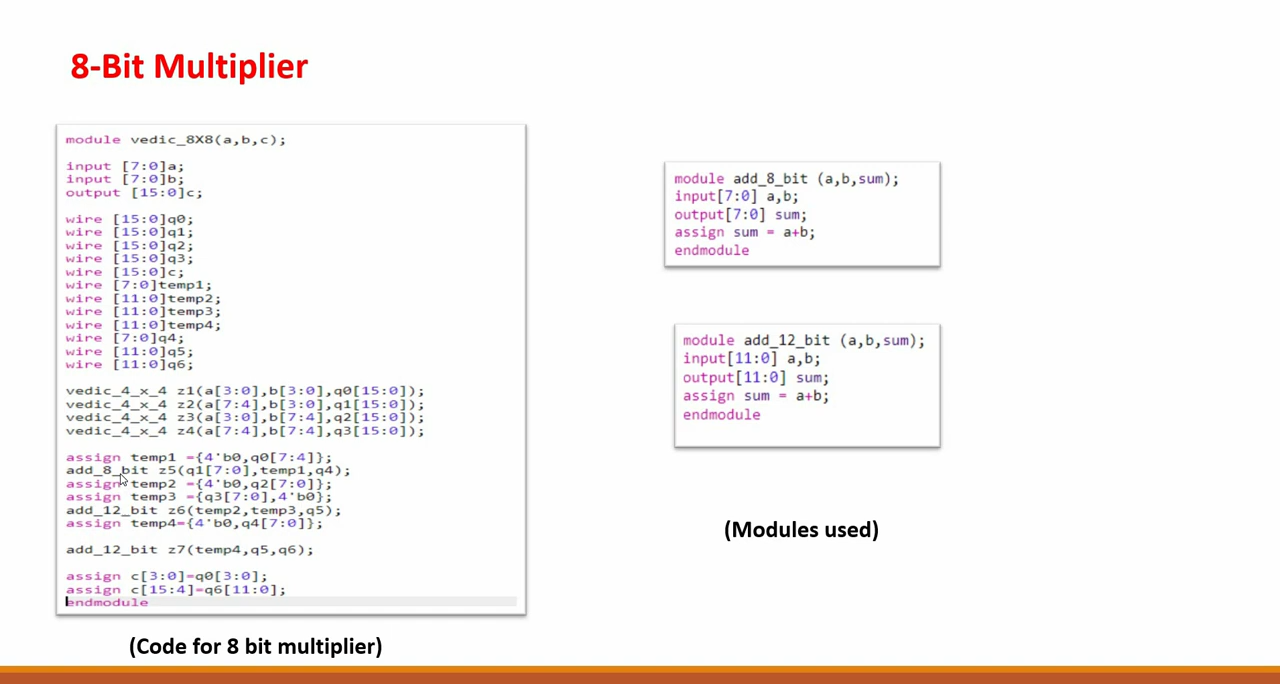 8-Bit Multiplier
module vedic_8X8(a,b,c);
input [7:0]a;
input [7:0]b;
output [15:0]c;
wire [15:0]q0;
wire [15:0]q1;
wire [15:0]q2;
wire [15:0]q3;
wire [15:0]c;
wire [7:0]temp1;
wire [11:0]temp2;
wire [11:0]temp3;
wire [11:0]temp4;
wire [7:0]q4;
wire [11:0]q5;
wire [11:0]q6;
vedic_4_x_4 z1(a[3:0],b[3:0],q0[15:0]);
vedic_4_x_4 z2(a[7:4],b[3:0],q1[15:0]);
vedic_4_x_4 z3(a[3:0],b[7:4],q2[15:0]);
vedic_4_x_4 z4(a[7:4],b[7:4],q3[15:0]);
assign temp1 ={4'b0,q0[7:4]};
add_8_bit z5(q1[7:0],temp1,q4);
assign temp2 ={4'b0,q2[7:0]};
assign temp3 ={q3[7:0],4'b0};
add_12_bit z6(temp2,temp3,q5);
assign temp4={4'b0,q4[7:0]};
add_12_bit z7(temp4,q5,q6);
assign c[3:0]=q0[3:0];
assign c[15:4]=q6[11:0];
endmodule
(Code for 8 bit multiplier)
module add_8_bit (a,b,sum);
input[7:0] a,b;
output[7:0] sum;
assign sum = a+b;
endmodule
module add_12_bit (a,b,sum);
input[11:0] a,b;
output[11:0] sum;
assign sum = a+b;
endmodule
(Modules used)